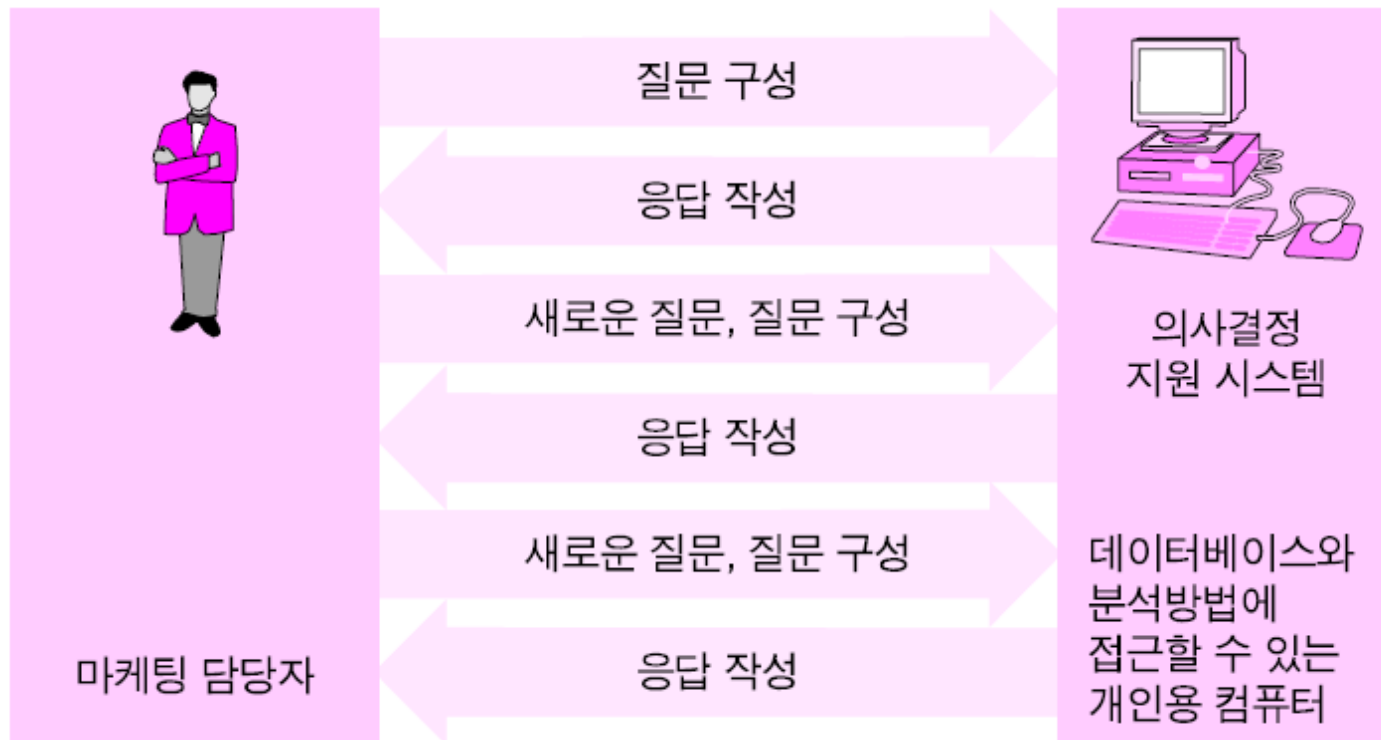 질문 구성
응답 작성
새로운 질문, 질문 구성
의사결정
지원 시스템
응답 작성
새로운 질문, 질문 구성
데이터베이스와
분석방법에
접근할 수 있는
개인용 컴퓨터
응답 작성
마케팅 담당자